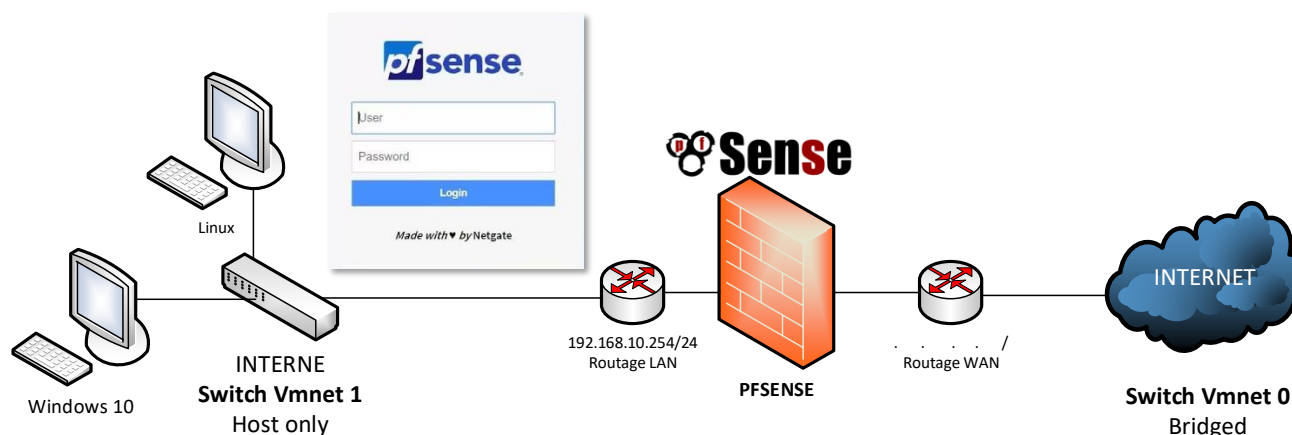 pfsense
User
Password
Login
Made with ♥ by Netgate
pf Sense
Linux
INTERNET
192.168.10.254/24
Routage LAN
. . . . /
Routage WAN
PFSENSE
INTERNE
Switch Vmnet 1
Host only
Windows 10
Switch Vmnet 0
Bridged